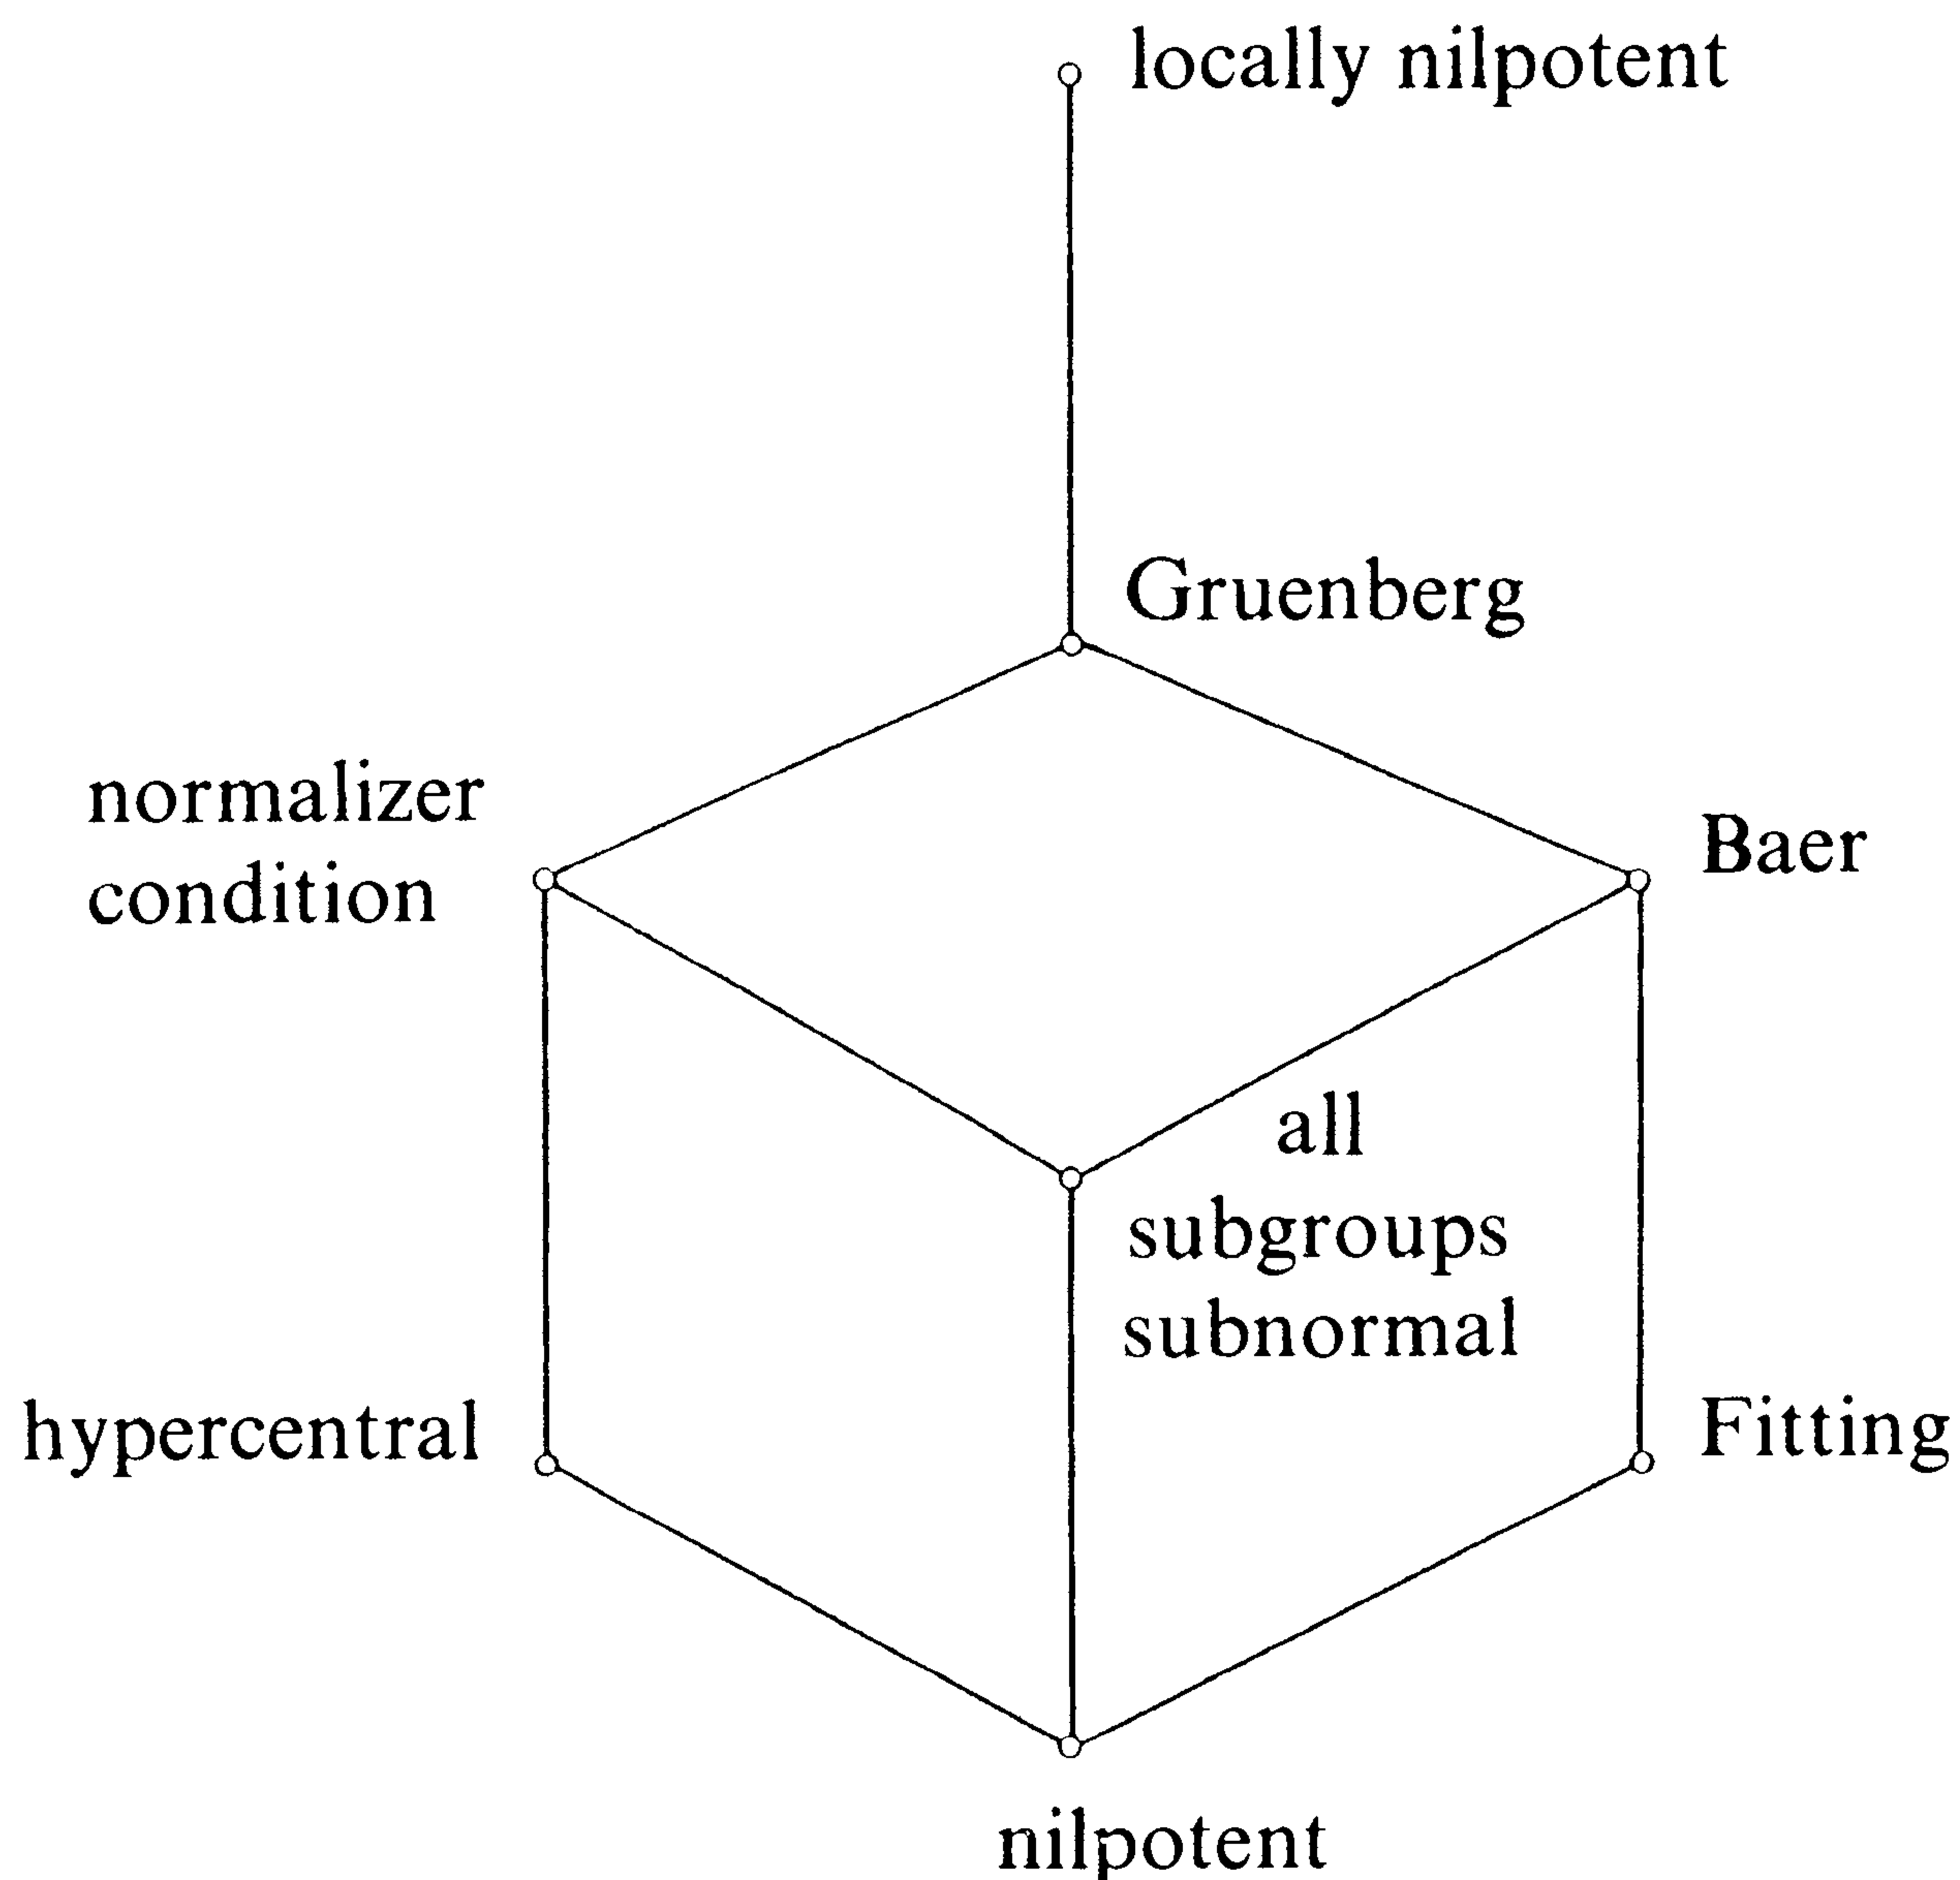 locally nilpotent
Gruenberg
normalizer
condition
Baer
all
subgroups
subnormal
hypercentral
Fitting
nilpotent